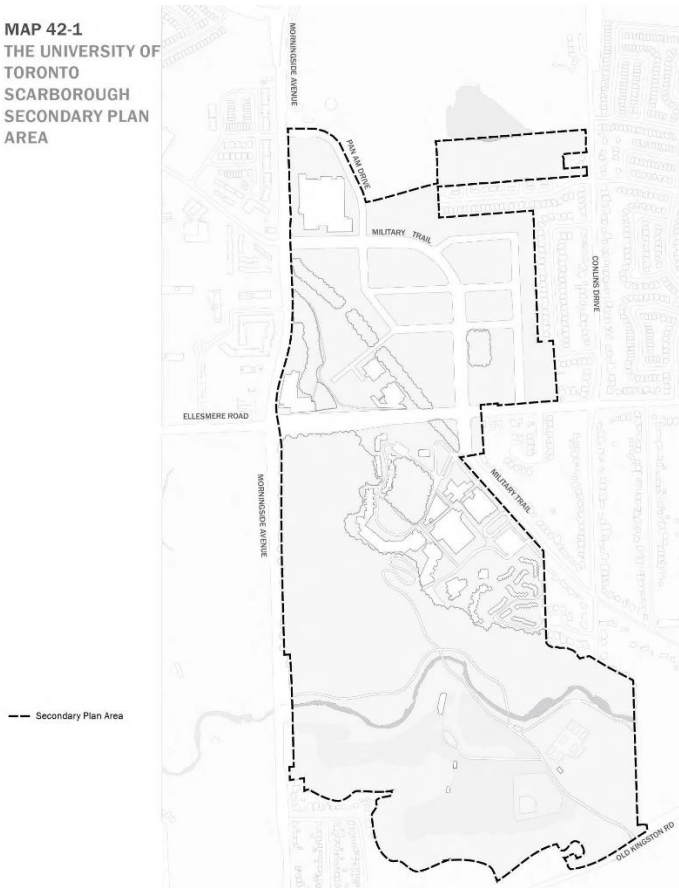 MAP 42-1
THE UNIVERSITY OF
TORONTO
SCARBOROUGH
SECONDARY PLAN
AREA
MORNINGSIDE AVENUE
PAN AM DRIVE
MILITARY TRAIL
CONLINS DRIVE
ELLESMERE ROAD
MORNINGSIDE AVENUE
MILITARY TRAIL
Secondary Plan Area
OLD KINGSTON RD